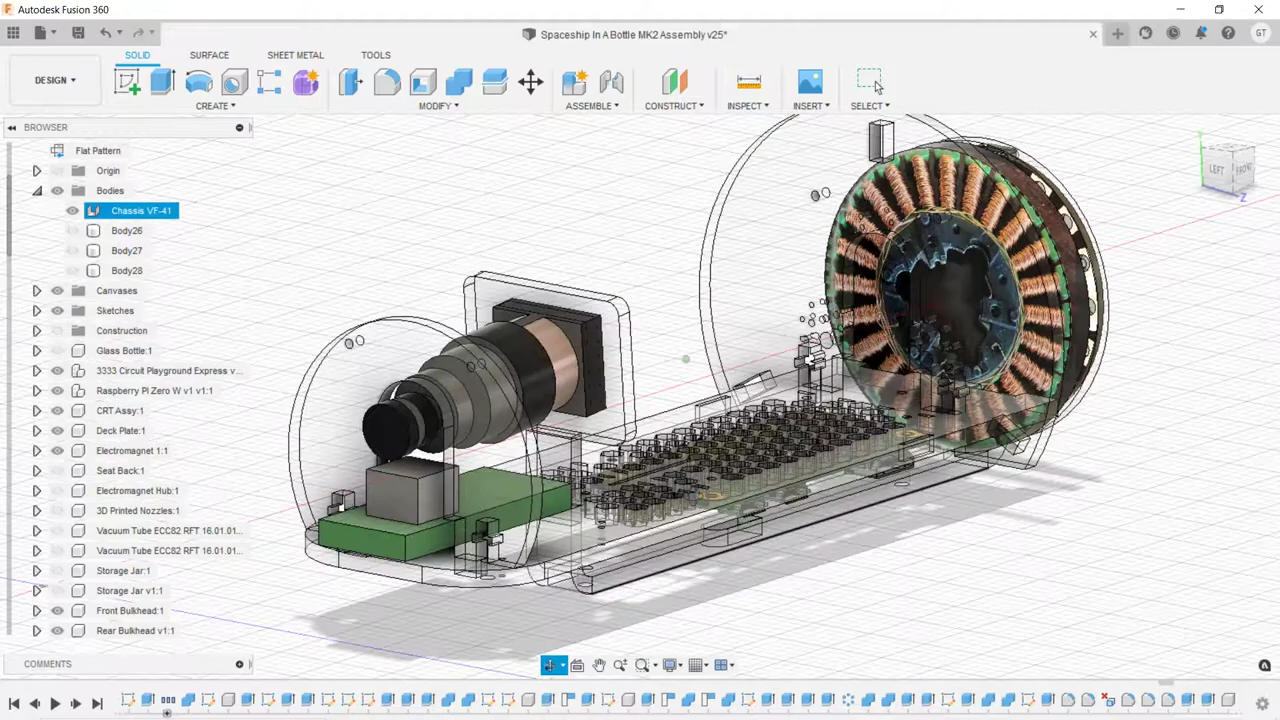 Autodesk Fusion 360
Spaceship In A Bottle MK2 Assembly v25*
GT
SOLID SURFACE SHEET METAL TOOLS
DESIGN
CREATE MODIFY ASSEMBLE CONSTRUCT INSPECT INSERT SELECT
BROWSER
Flat Pattern
Origin
Bodies
Chassis VF-41
Body26
Body27
Body28
Canvases
Sketches
Construction
Glass Bottle:1
3333 Circuit Playground Express v...
Raspberry Pi Zero W v1 v1:1
CRT Assy:1
Deck Plate:1
Electromagnet 1:1
Seat Back:1
Electromagnet Hub:1
3D Printed Nozzles:1
Vacuum Tube ECC82 RFT 16.01.01...
Vacuum Tube ECC82 RFT 16.01.01...
Storage Jar:1
Storage Jar v1:1
Front Bulkhead:1
Rear Bulkhead v1:1
LEFT FRONT
Z
COMMENTS